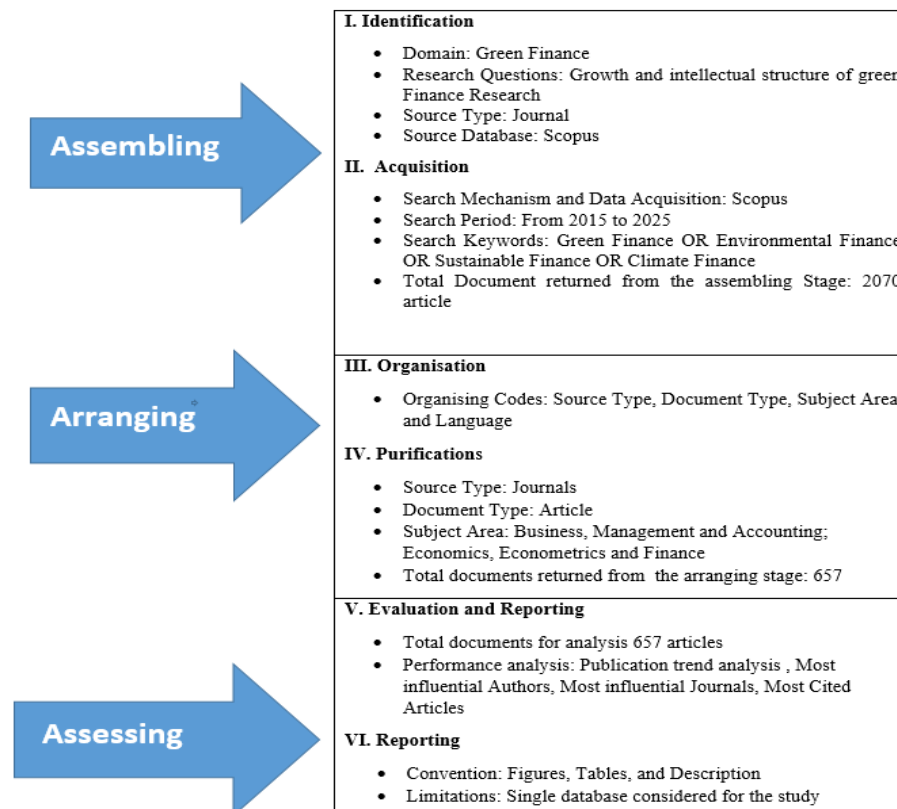 I. Identification
• Domain: Green Finance
• Research Questions: Growth and intellectual structure of green
Finance Research
• Source Type: Journal
• Source Database: Scopus
Assembling
II. Acquisition
• Search Mechanism and Data Acquisition: Scopus
• Search Period: From 2015 to 2025
• Search Keywords: Green Finance OR Environmental Finance
OR Sustainable Finance OR Climate Finance
• Total Document returned from the assembling Stage: 2070
article
III. Organisation
• Organising Codes: Source Type, Document Type, Subject Area
and Language
Arranging
IV. Purifications
• Source Type: Journals
• Document Type: Article
• Subject Area: Business, Management and Accounting;
Economics, Econometrics and Finance
• Total documents returned from the arranging stage: 657
V. Evaluation and Reporting
• Total documents for analysis 657 articles
• Performance analysis: Publication trend analysis , Most
influential Authors, Most influential Journals, Most Cited
Articles
Assessing
VI. Reporting
• Convention: Figures, Tables, and Description
• Limitations: Single database considered for the study